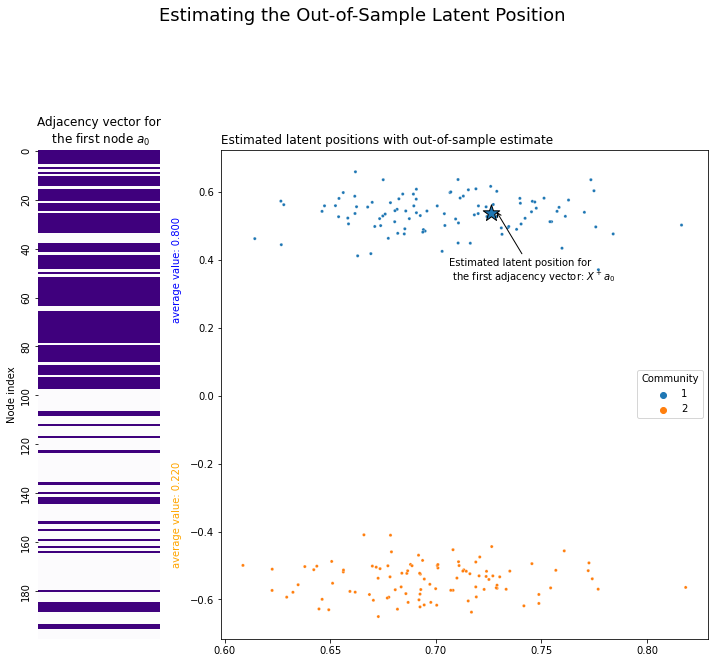 Estimating the Out-of-Sample Latent Position
Adjacency vector for
the first node a₀
Node index
0
20
40
60
80
100
120
140
160
180
average value: 0.800
average value: 0.220
Estimated latent positions with out-of-sample estimate
0.6
0.4
0.2
0.0
−0.2
−0.4
−0.6
0.60
0.65
0.70
0.75
0.80
Estimated latent position for
the first adjacency vector: X⁺a₀
Community
1
2